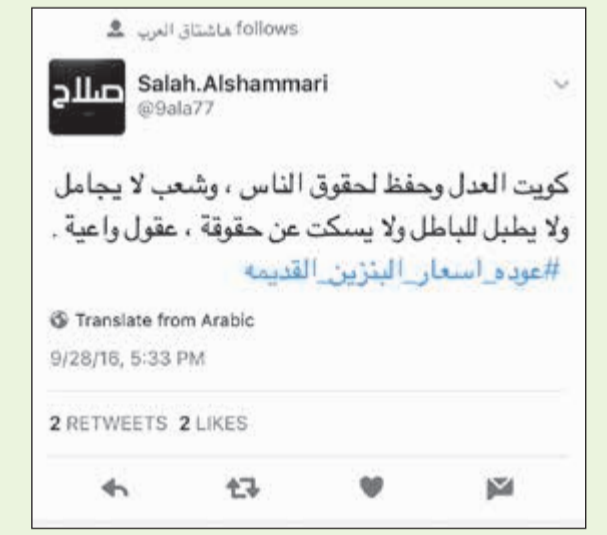 هاشتاق العرب follows
صلاح
Salah.Alshammari
@9ala77
كويت العدل وحفظ لحقوق الناس ، وشعب لا يجامل
ولا يطبل للباطل ولا يسكت عن حقوقة ، عقول واعية .
#عوده_اسعار_البنزين_القديمه
Translate from Arabic
9/28/16, 5:33 PM
2 RETWEETS 2 LIKES